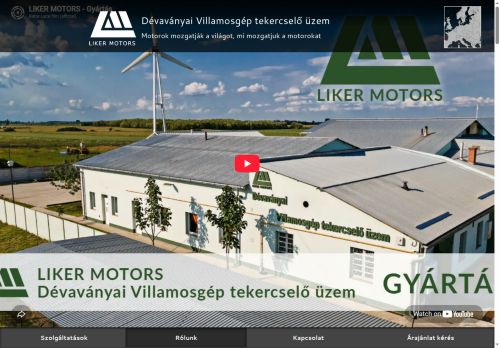 LIKER MOTORS - Gyártás
LIKER MOTORS
Dévaványai Villamosgép tekercselő üzem
Motorok mozgatják a világot, mi mozgatjuk a motorokat
LIKER MOTORS
Dévaványai
Villamosgép tekercselő üzem
LIKER MOTORS
Dévaványai Villamosgép tekercselő üzem
GYÁRTÁ
Watch on YouTube
Szolgáltatások
Rólunk
Kapcsolat
Árajánlat kérés